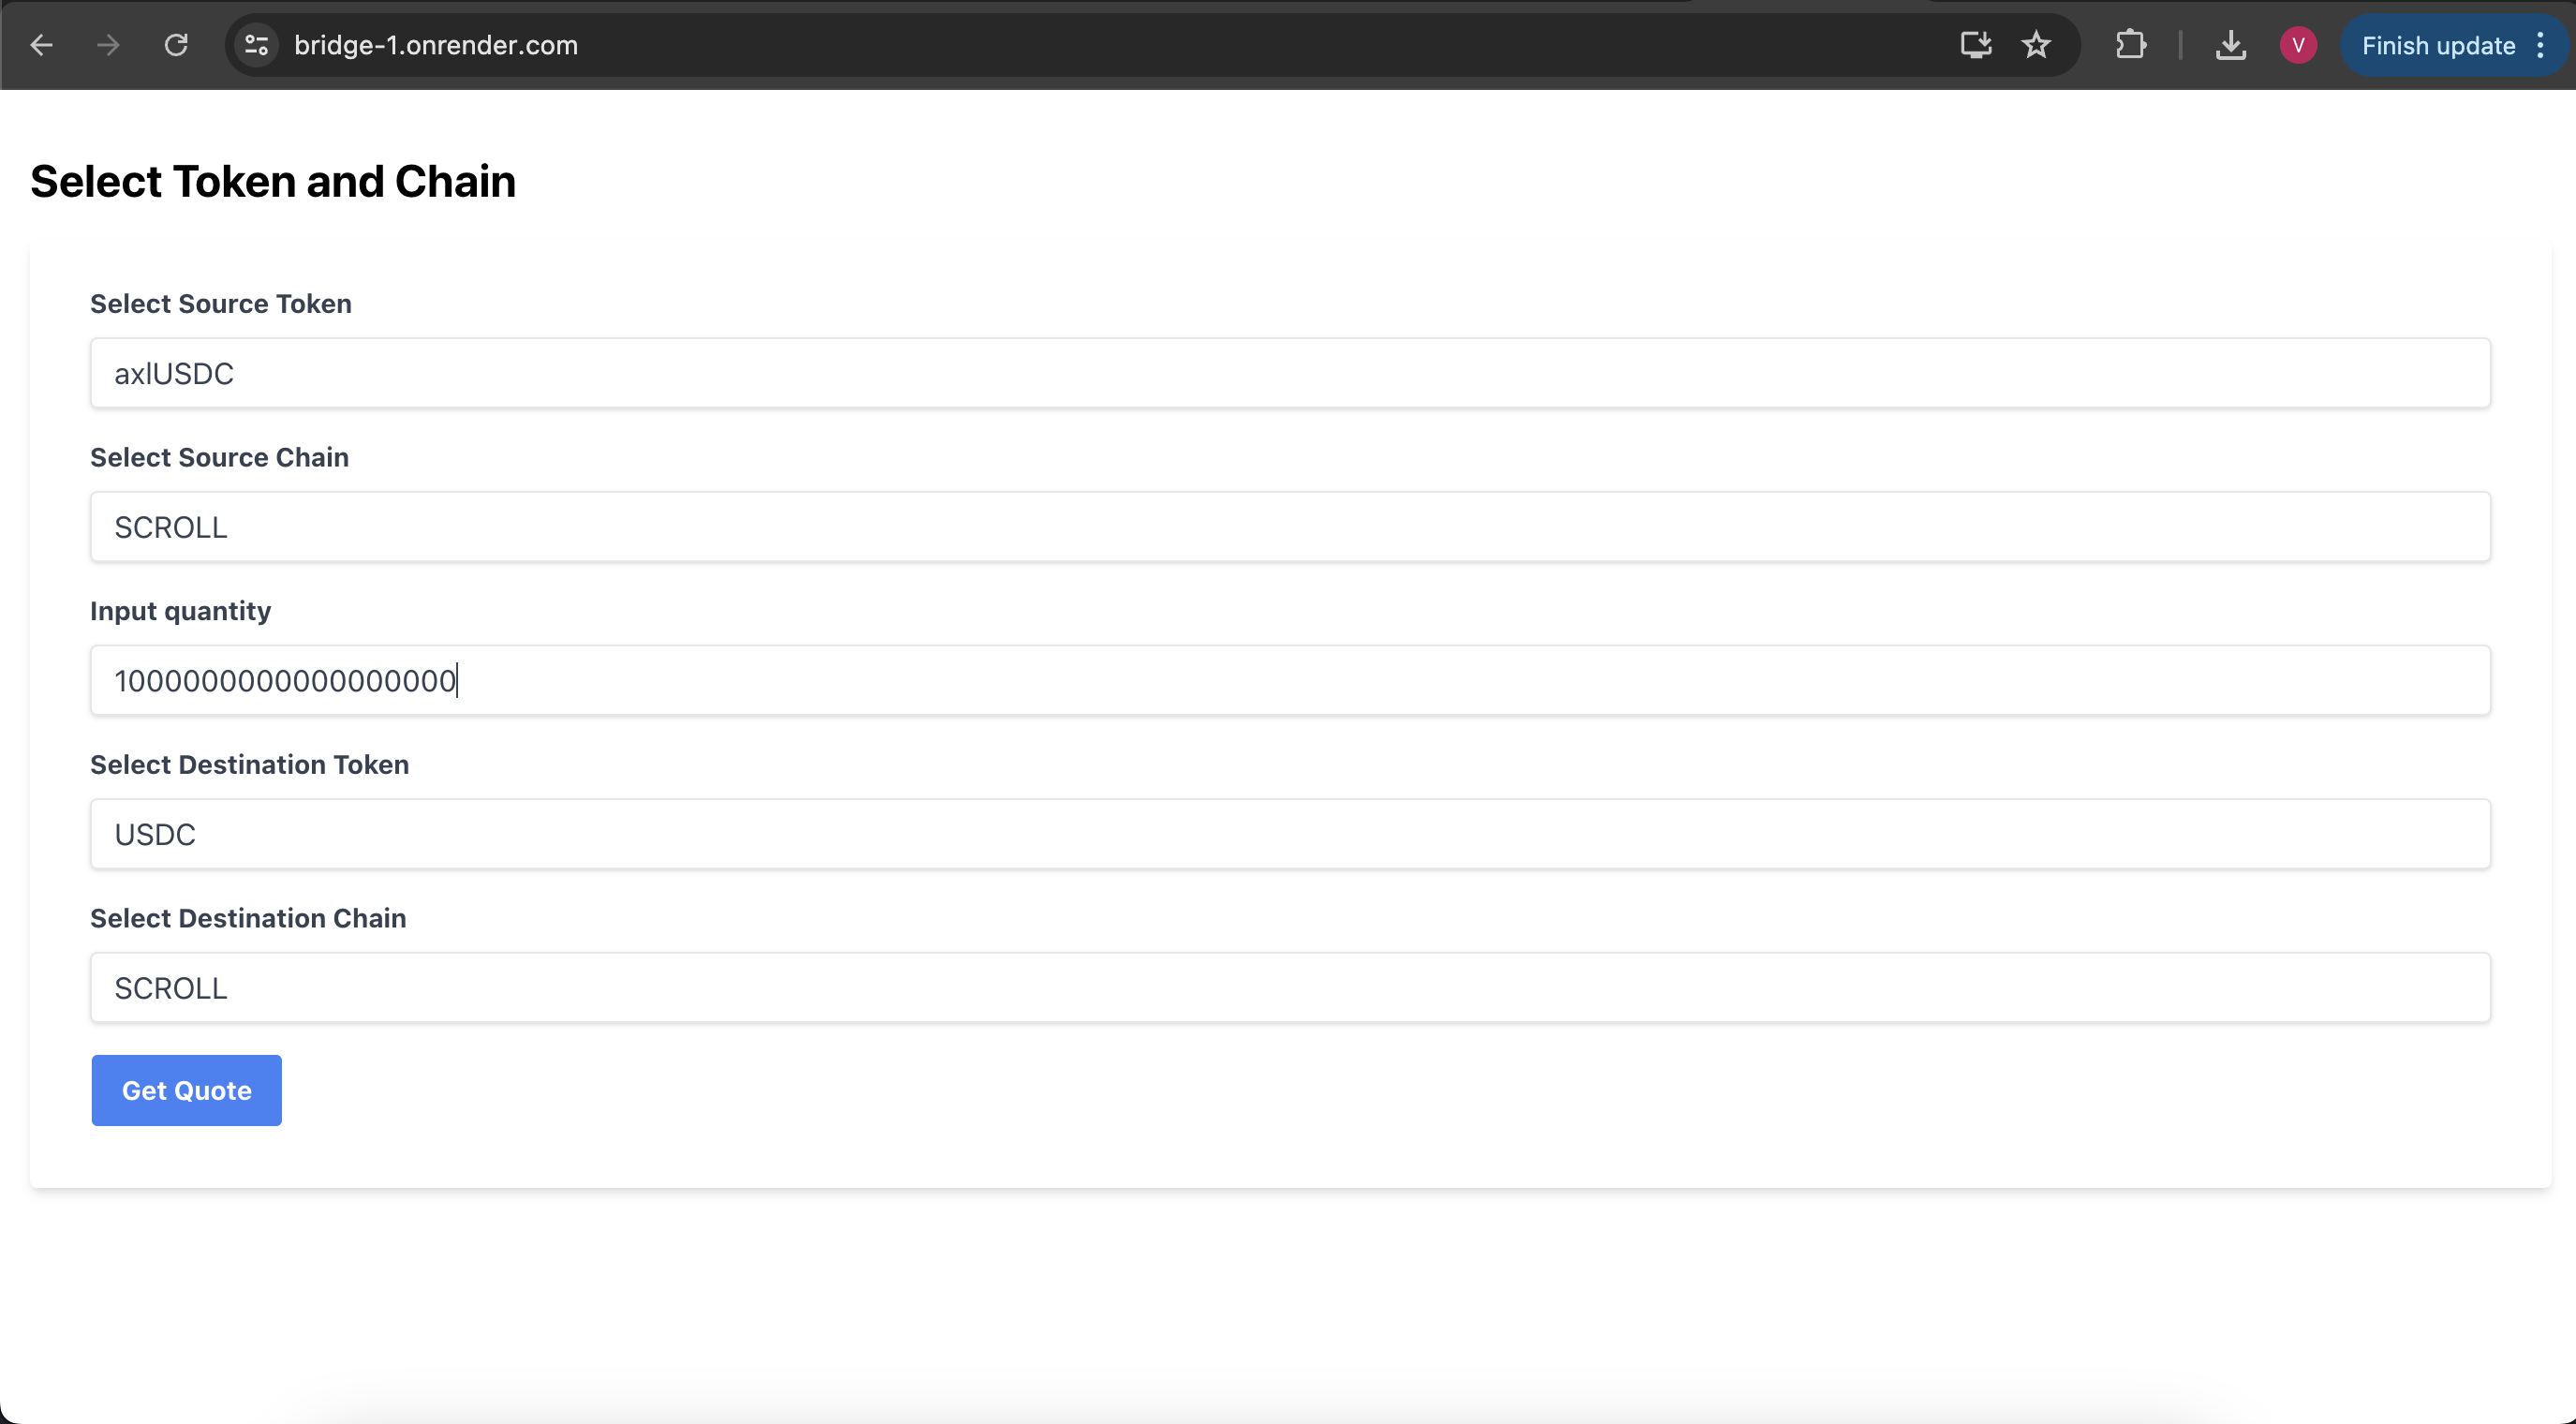 bridge-1.onrender.com
V
Finish update
Select Token and Chain
Select Source Token
axlUSDC
Select Source Chain
SCROLL
Input quantity
1000000000000000000
Select Destination Token
USDC
Select Destination Chain
SCROLL
Get Quote